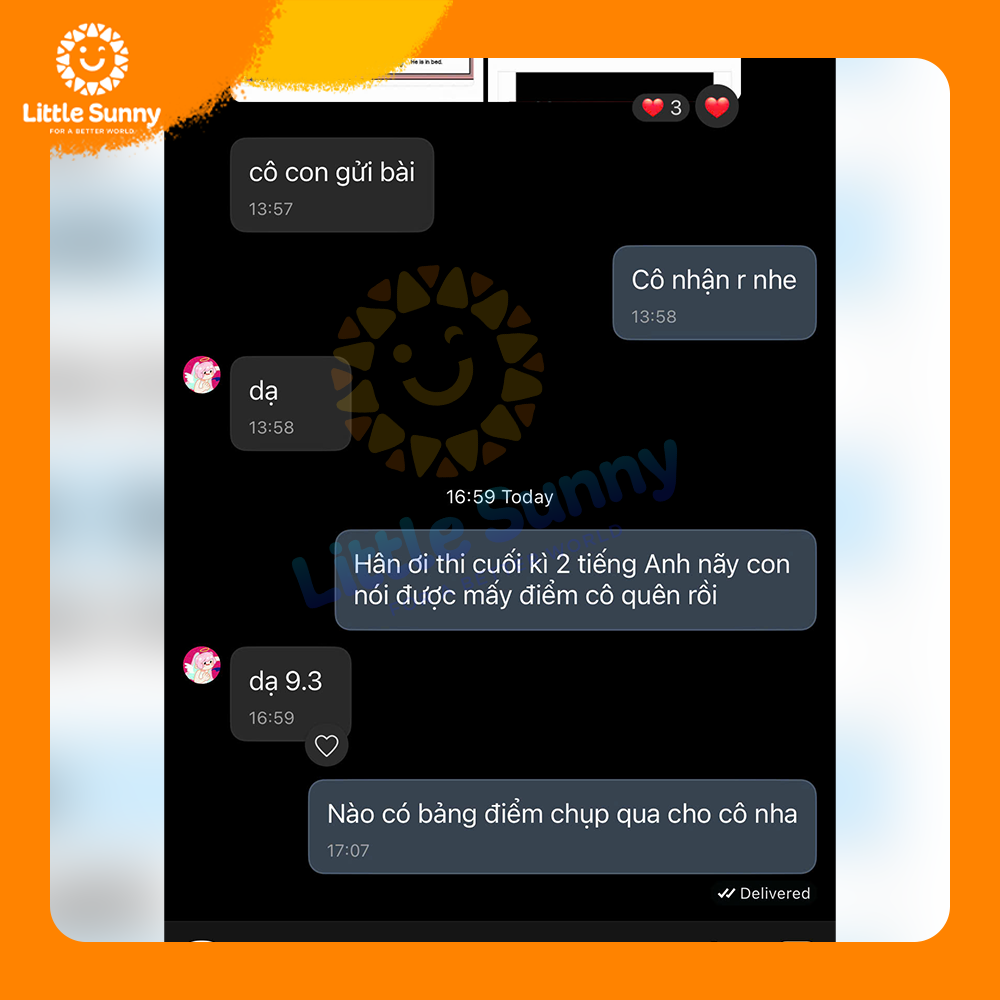 Little Sunny
FOR A BETTER WORLD
He is in bed.
3
cô con gửi bài
13:57
Cô nhận r nhe
13:58
dạ
13:58
16:59 Today
Little Sunny
Hân ơi thi cuối kì 2 tiếng Anh nãy con
nói được mấy điểm cô quên rồi
dạ 9.3
16:59
Nào có bảng điểm chụp qua cho cô nha
17:07
Delivered